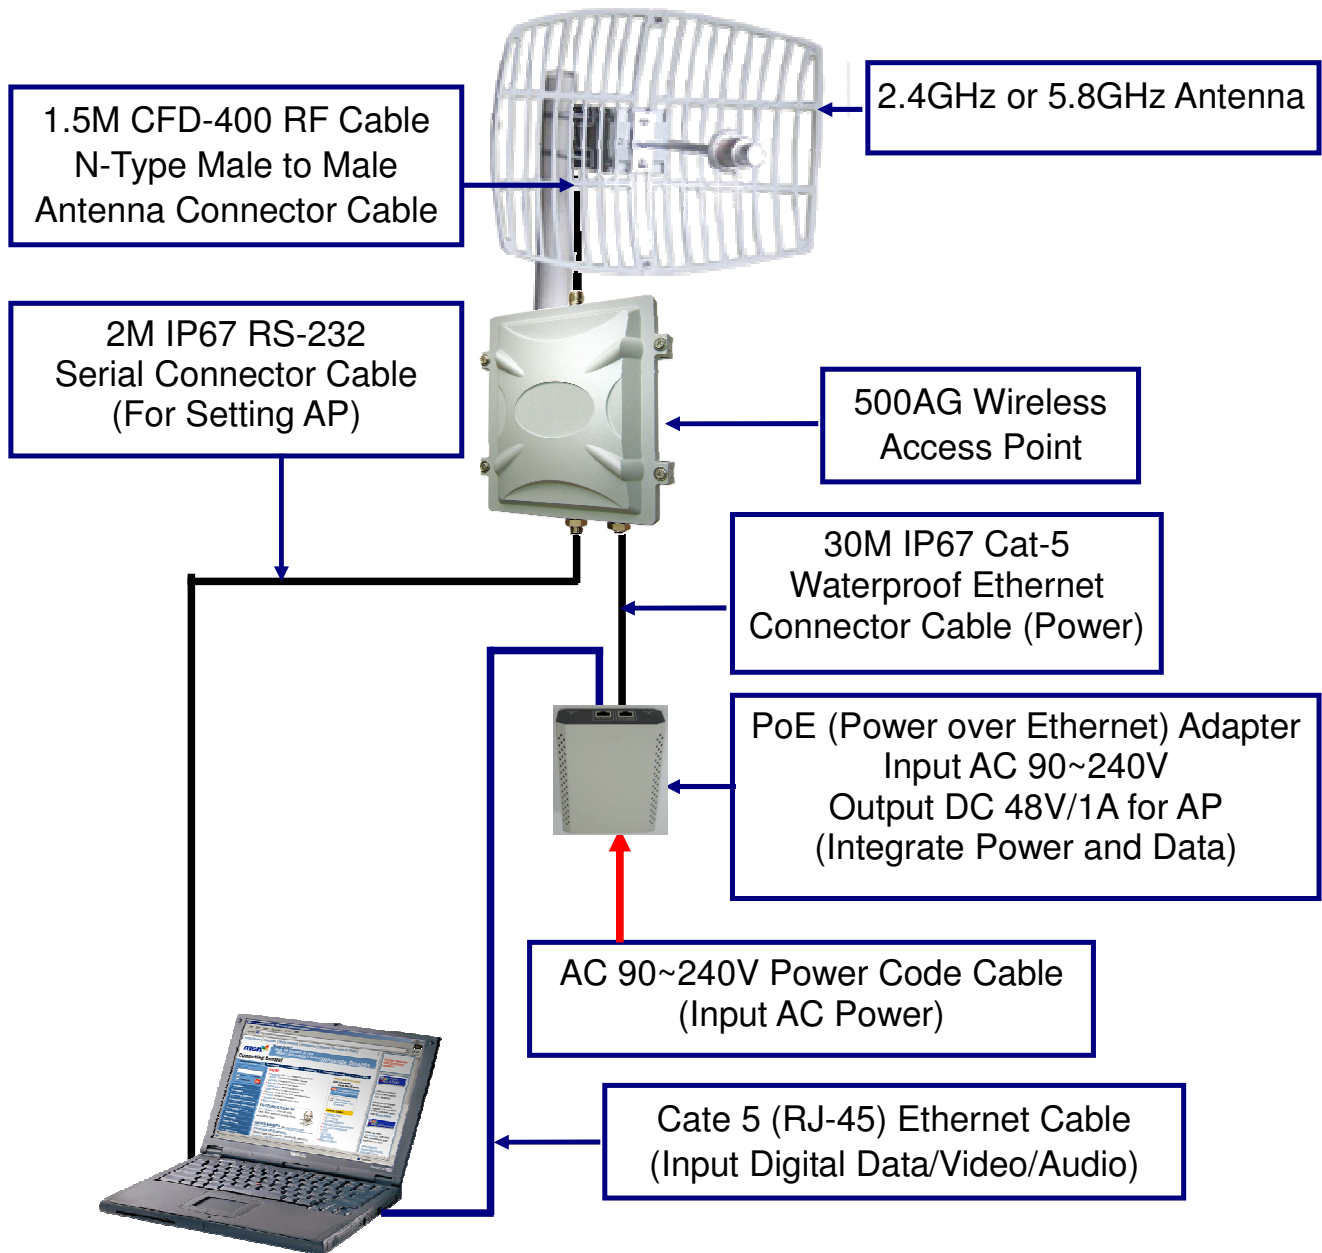 2.4GHz or 5.8GHz Antenna
1.5M CFD-400 RF Cable
N-Type Male to Male
Antenna Connector Cable
2M IP67 RS-232
Serial Connector Cable
(For Setting AP)
500AG Wireless
Access Point
30M IP67 Cat-5
Waterproof Ethernet
Connector Cable (Power)
PoE (Power over Ethernet) Adapter
Input AC 90~240V
Output DC 48V/1A for AP
(Integrate Power and Data)
AC 90~240V Power Code Cable
(Input AC Power)
Cate 5 (RJ-45) Ethernet Cable
(Input Digital Data/Video/Audio)
msn